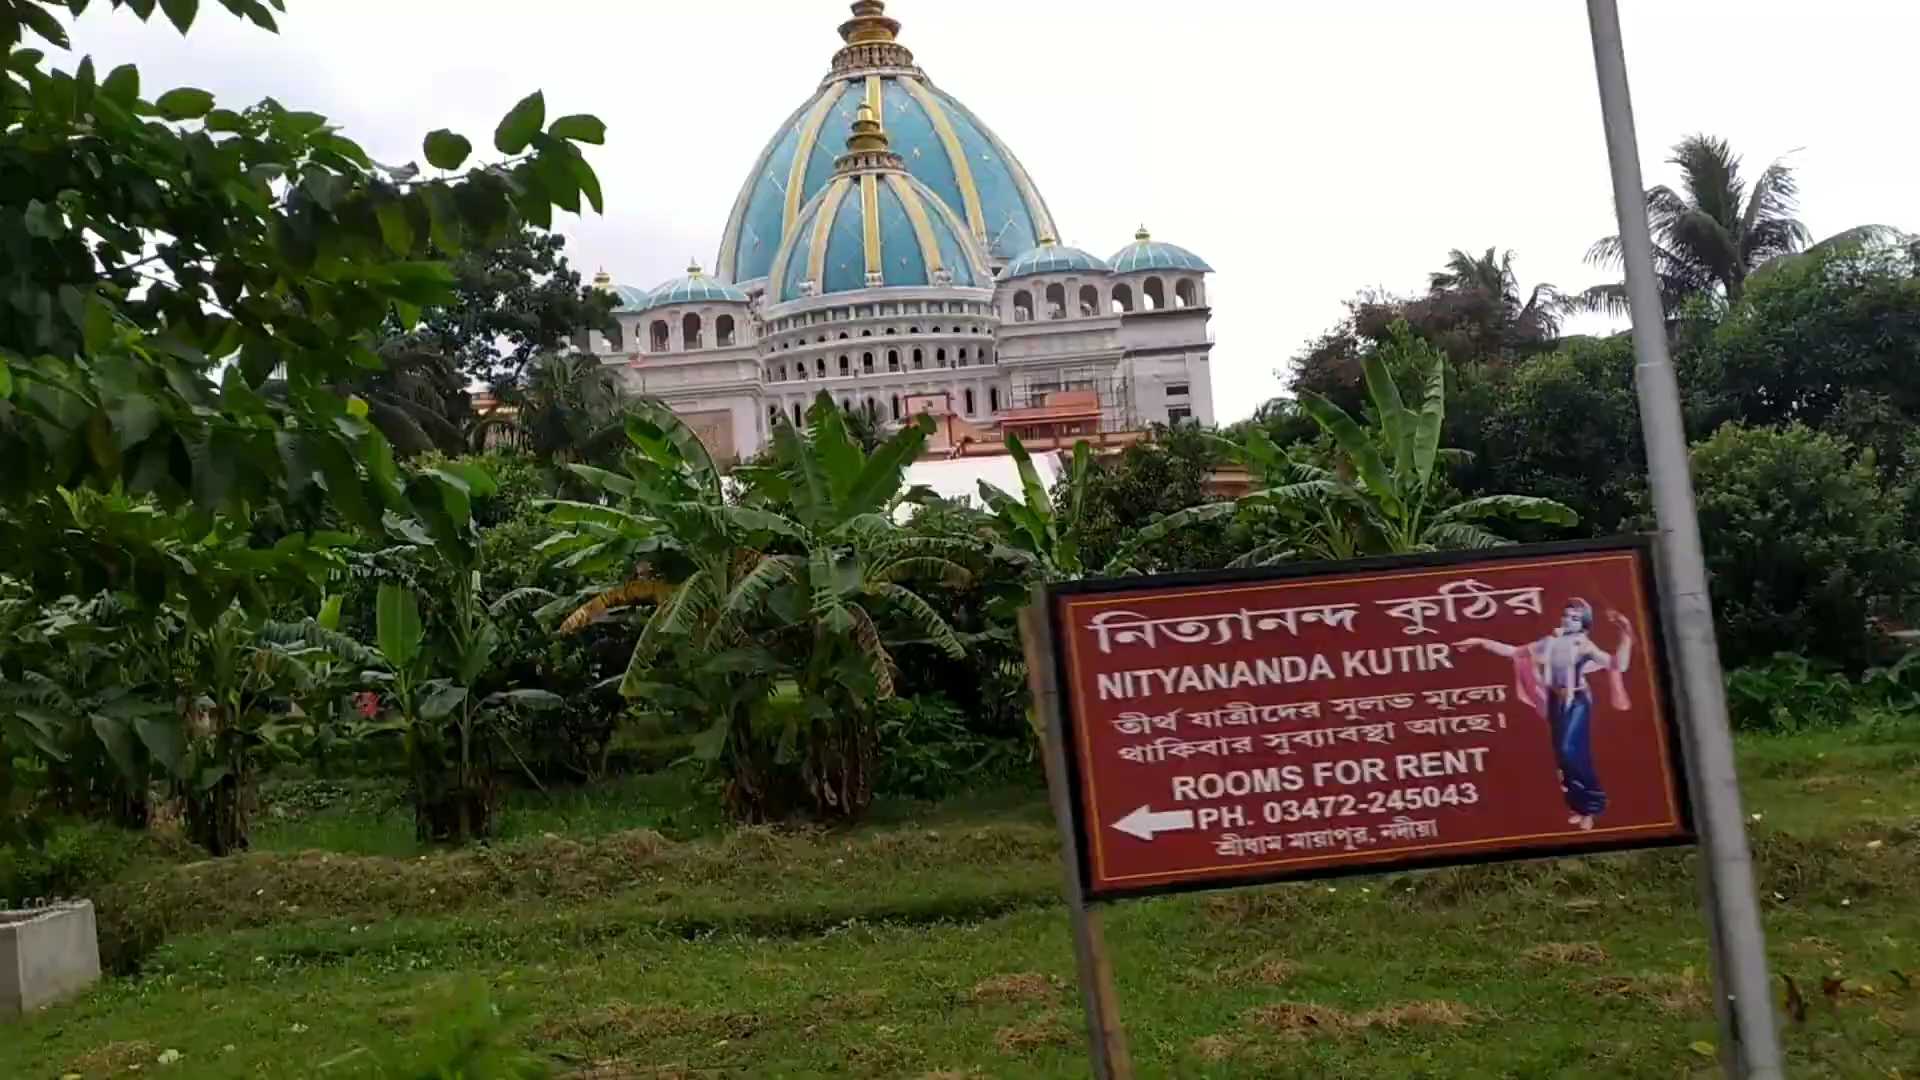 নিত্যানন্দ কুঠির
NITYANANDA KUTIR
তীর্থ যাত্রীদের সুলভ মূল্যে
থাকিবার সুব্যাবস্থা আছে।
ROOMS FOR RENT
PH. 03472-245043
শ্রীধাম মায়াপুর, নদীয়া